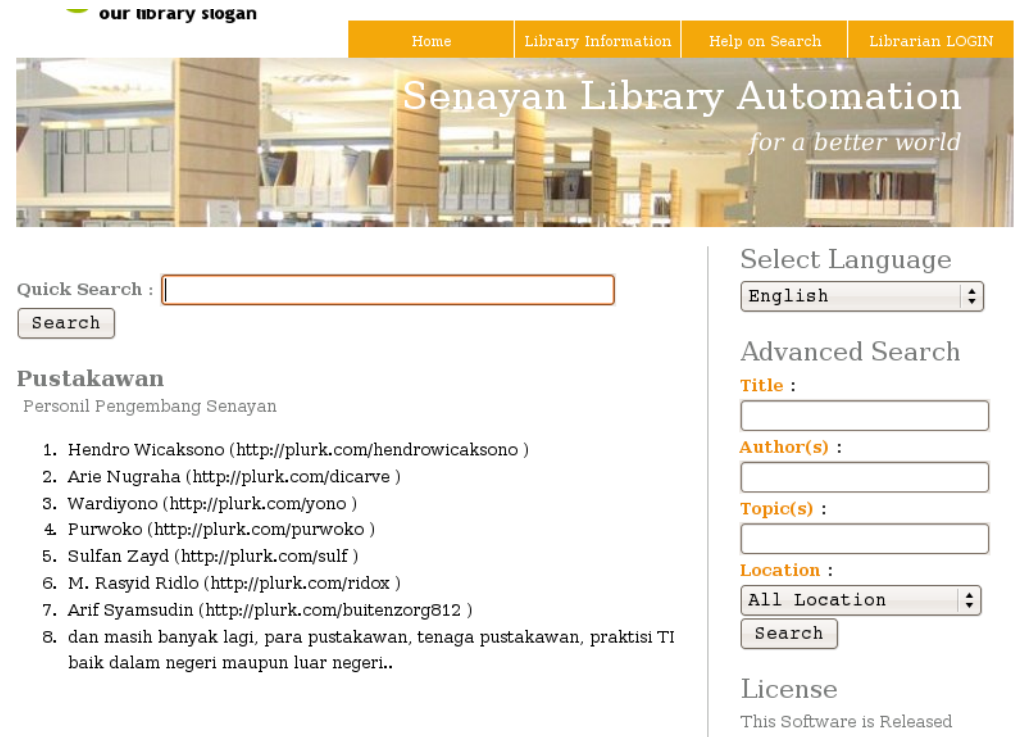 our library slogan
Home
Library Information
Help on Search
Librarian LOGIN
Senayan Library Automation
for a better world
Quick Search :
Search
Pustakawan
Personil Pengembang Senayan
1. Hendro Wicaksono (http://plurk.com/hendrowicaksono )
2. Arie Nugraha (http://plurk.com/dicarve )
3. Wardiyono (http://plurk.com/yono )
4. Purwoko (http://plurk.com/purwoko )
5. Sulfan Zayd (http://plurk.com/sulf )
6. M. Rasyid Ridlo (http://plurk.com/ridox )
7. Arif Syamsudin (http://plurk.com/buitenzorg812 )
8. dan masih banyak lagi, para pustakawan, tenaga pustakawan, praktisi TI
baik dalam negeri maupun luar negeri..
Select Language
English
Advanced Search
Title :
Author(s) :
Topic(s) :
Location :
All Location
Search
License
This Software is Released